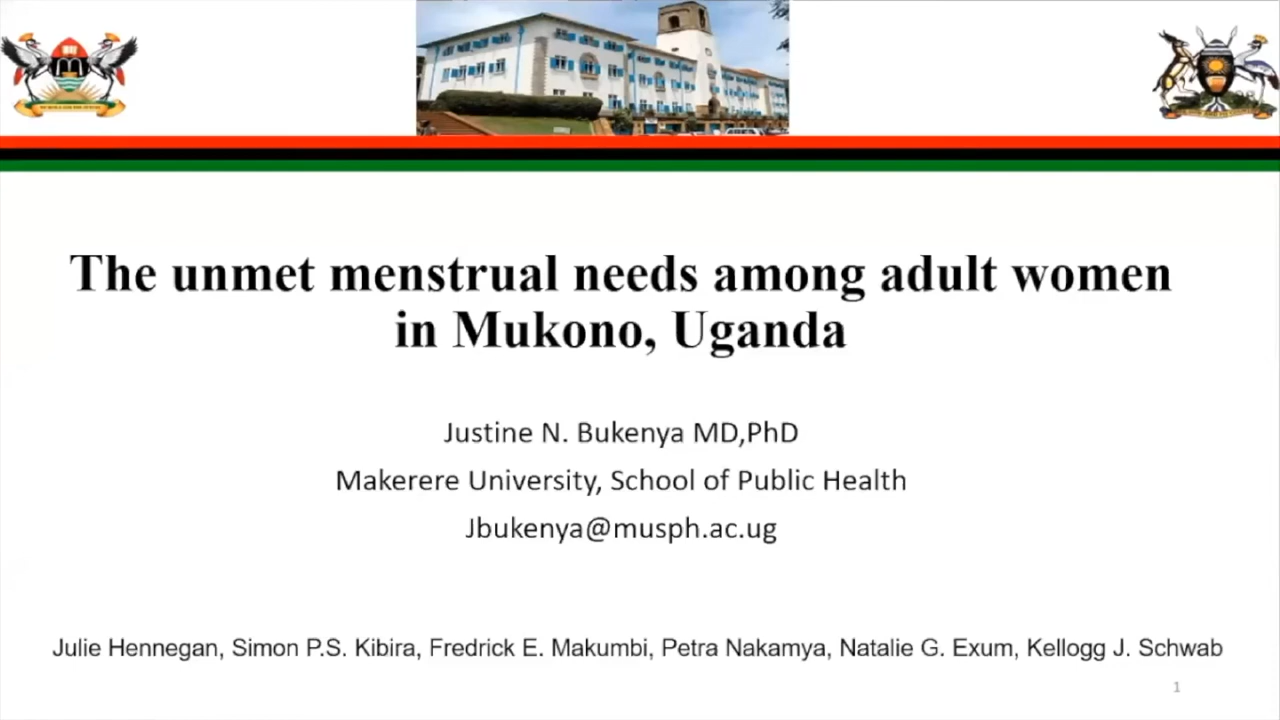 The unmet menstrual needs among adult women
in Mukono, Uganda
Justine N. Bukenya MD,PhD
Makerere University, School of Public Health
Jbukenya@musph.ac.ug
Julie Hennegan, Simon P.S. Kibira, Fredrick E. Makumbi, Petra Nakamya, Natalie G. Exum, Kellogg J. Schwab
1